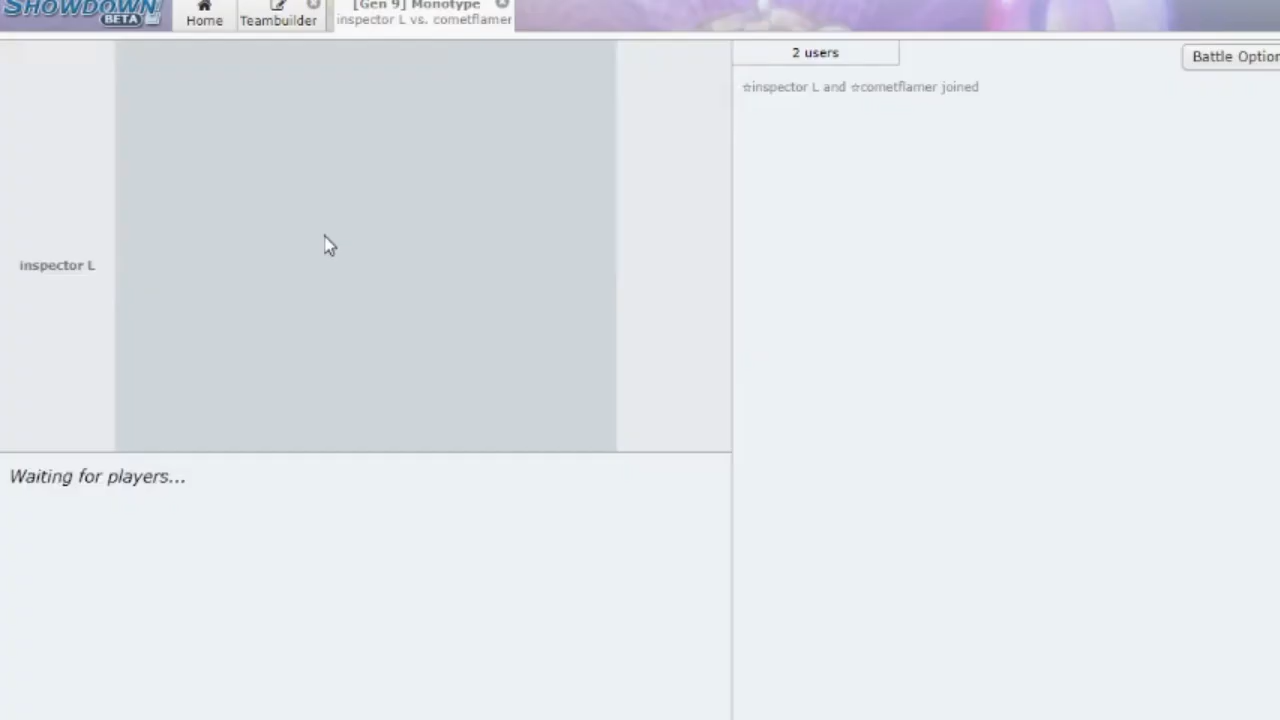 SHOWDOWN
BETA
Home
Teambuilder
[Gen 9] Monotype
inspector L vs. cometflamer
2 users
Battle Option
☆inspector L and ☆cometflamer joined
inspector L
Waiting for players...